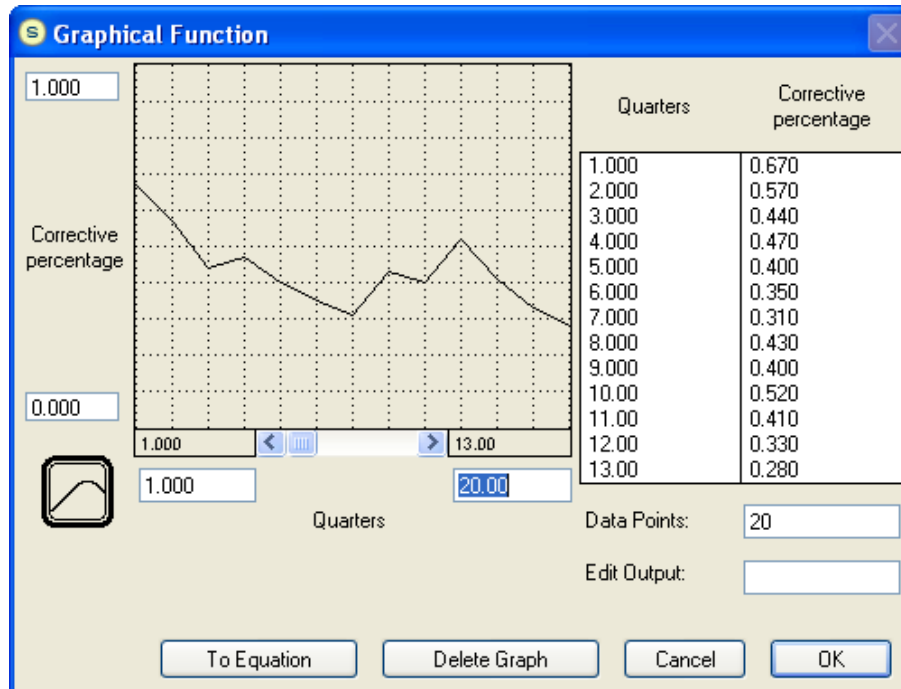 S Graphical Function
1.000
Corrective
percentage
0.000
1.000
13.00
1.000
20.00
Quarters
Quarters
Corrective
percentage
1.000 0.670
2.000 0.570
3.000 0.440
4.000 0.470
5.000 0.400
6.000 0.350
7.000 0.310
8.000 0.430
9.000 0.400
10.00 0.520
11.00 0.410
12.00 0.330
13.00 0.280
Data Points: 20
Edit Output:
To Equation
Delete Graph
Cancel
OK